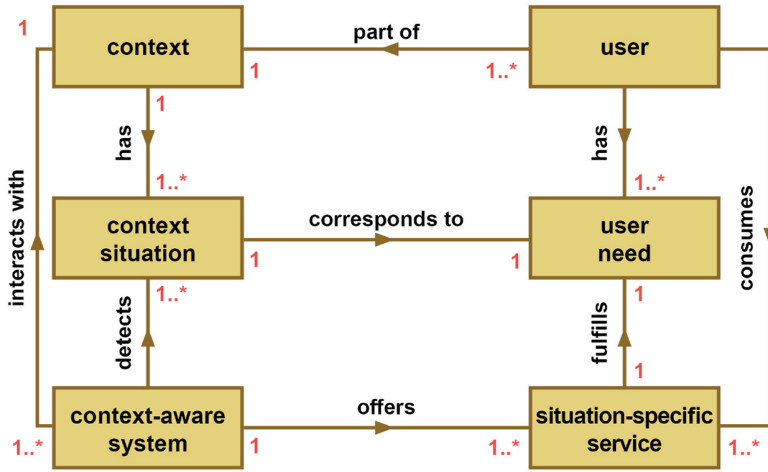 1
context
part of
user
1
1..*
1
has
has
1..*
1..*
interacts with
context
situation
corresponds to
user
need
consumes
1
1
1..*
1
detects
fulfills
1
context-aware
system
offers
situation-specific
service
1..*
1
1..*
1..*